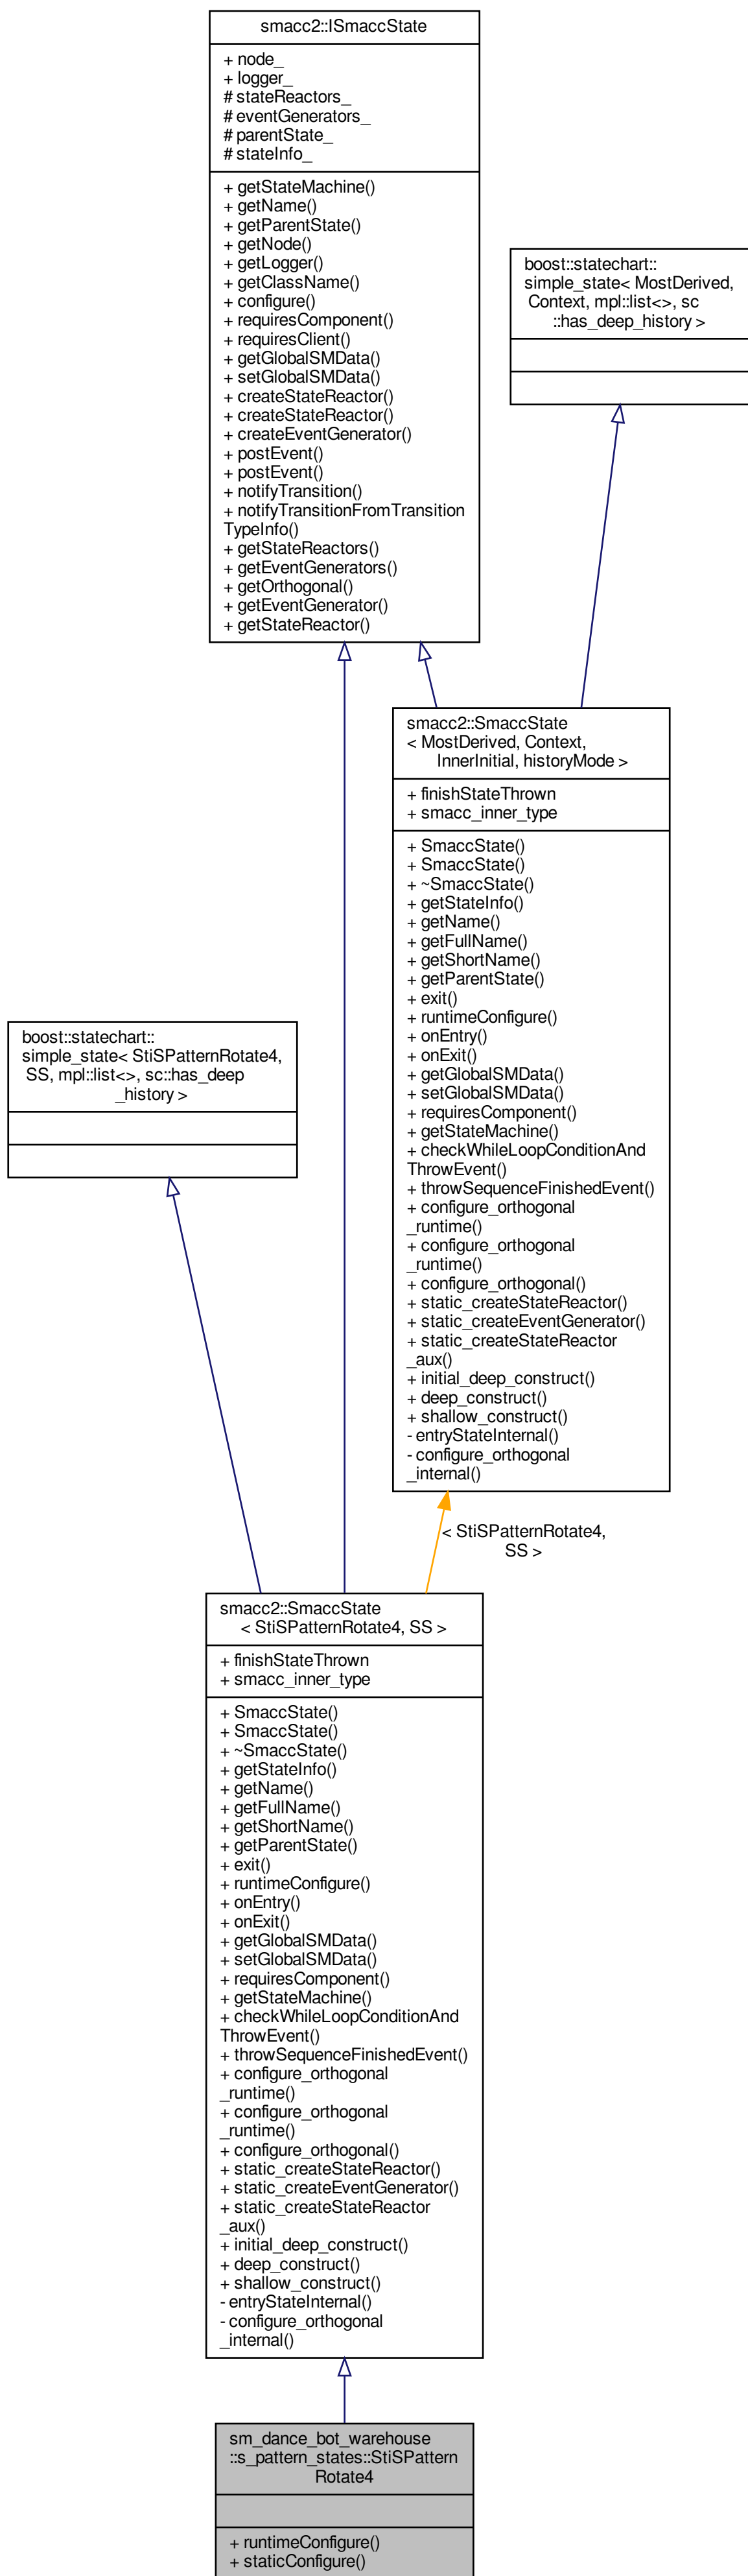 smacc2::ISmaccState
+ node_
+ logger_
# stateReactors_
# eventGenerators_
# parentState_
# stateInfo_
+ getStateMachine()
+ getName()
+ getParentState()
+ getNode()
+ getLogger()
+ getClassName()
+ configure()
+ requiresComponent()
+ requiresClient()
+ getGlobalSMData()
+ setGlobalSMData()
+ createStateReactor()
+ createStateReactor()
+ createEventGenerator()
+ postEvent()
+ postEvent()
+ notifyTransition()
+ notifyTransitionFromTransition
TypeInfo()
+ getStateReactors()
+ getEventGenerators()
+ getOrthogonal()
+ getEventGenerator()
+ getStateReactor()
boost::statechart::
simple_state< MostDerived,
Context, mpl::list<>, sc
::has_deep_history >
smacc2::SmaccState
< MostDerived, Context,
InnerInitial, historyMode >
+ finishStateThrown
+ smacc_inner_type
+ SmaccState()
+ SmaccState()
+ ~SmaccState()
+ getStateInfo()
+ getName()
+ getFullName()
+ getShortName()
+ getParentState()
+ exit()
+ runtimeConfigure()
+ onEntry()
+ onExit()
+ getGlobalSMData()
+ setGlobalSMData()
+ requiresComponent()
+ getStateMachine()
+ checkWhileLoopConditionAnd
ThrowEvent()
+ throwSequenceFinishedEvent()
+ configure_orthogonal
_runtime()
+ configure_orthogonal
_runtime()
+ configure_orthogonal()
+ static_createStateReactor()
+ static_createEventGenerator()
+ static_createStateReactor
_aux()
+ initial_deep_construct()
+ deep_construct()
+ shallow_construct()
- entryStateInternal()
- configure_orthogonal
_internal()
boost::statechart::
simple_state< StiSPatternRotate4,
SS, mpl::list<>, sc::has_deep
_history >
< StiSPatternRotate4,
SS >
smacc2::SmaccState
< StiSPatternRotate4, SS >
+ finishStateThrown
+ smacc_inner_type
+ SmaccState()
+ SmaccState()
+ ~SmaccState()
+ getStateInfo()
+ getName()
+ getFullName()
+ getShortName()
+ getParentState()
+ exit()
+ runtimeConfigure()
+ onEntry()
+ onExit()
+ getGlobalSMData()
+ setGlobalSMData()
+ requiresComponent()
+ getStateMachine()
+ checkWhileLoopConditionAnd
ThrowEvent()
+ throwSequenceFinishedEvent()
+ configure_orthogonal
_runtime()
+ configure_orthogonal
_runtime()
+ configure_orthogonal()
+ static_createStateReactor()
+ static_createEventGenerator()
+ static_createStateReactor
_aux()
+ initial_deep_construct()
+ deep_construct()
+ shallow_construct()
- entryStateInternal()
- configure_orthogonal
_internal()
sm_dance_bot_warehouse
::s_pattern_states::StiSPattern
Rotate4
+ runtimeConfigure()
+ staticConfigure()